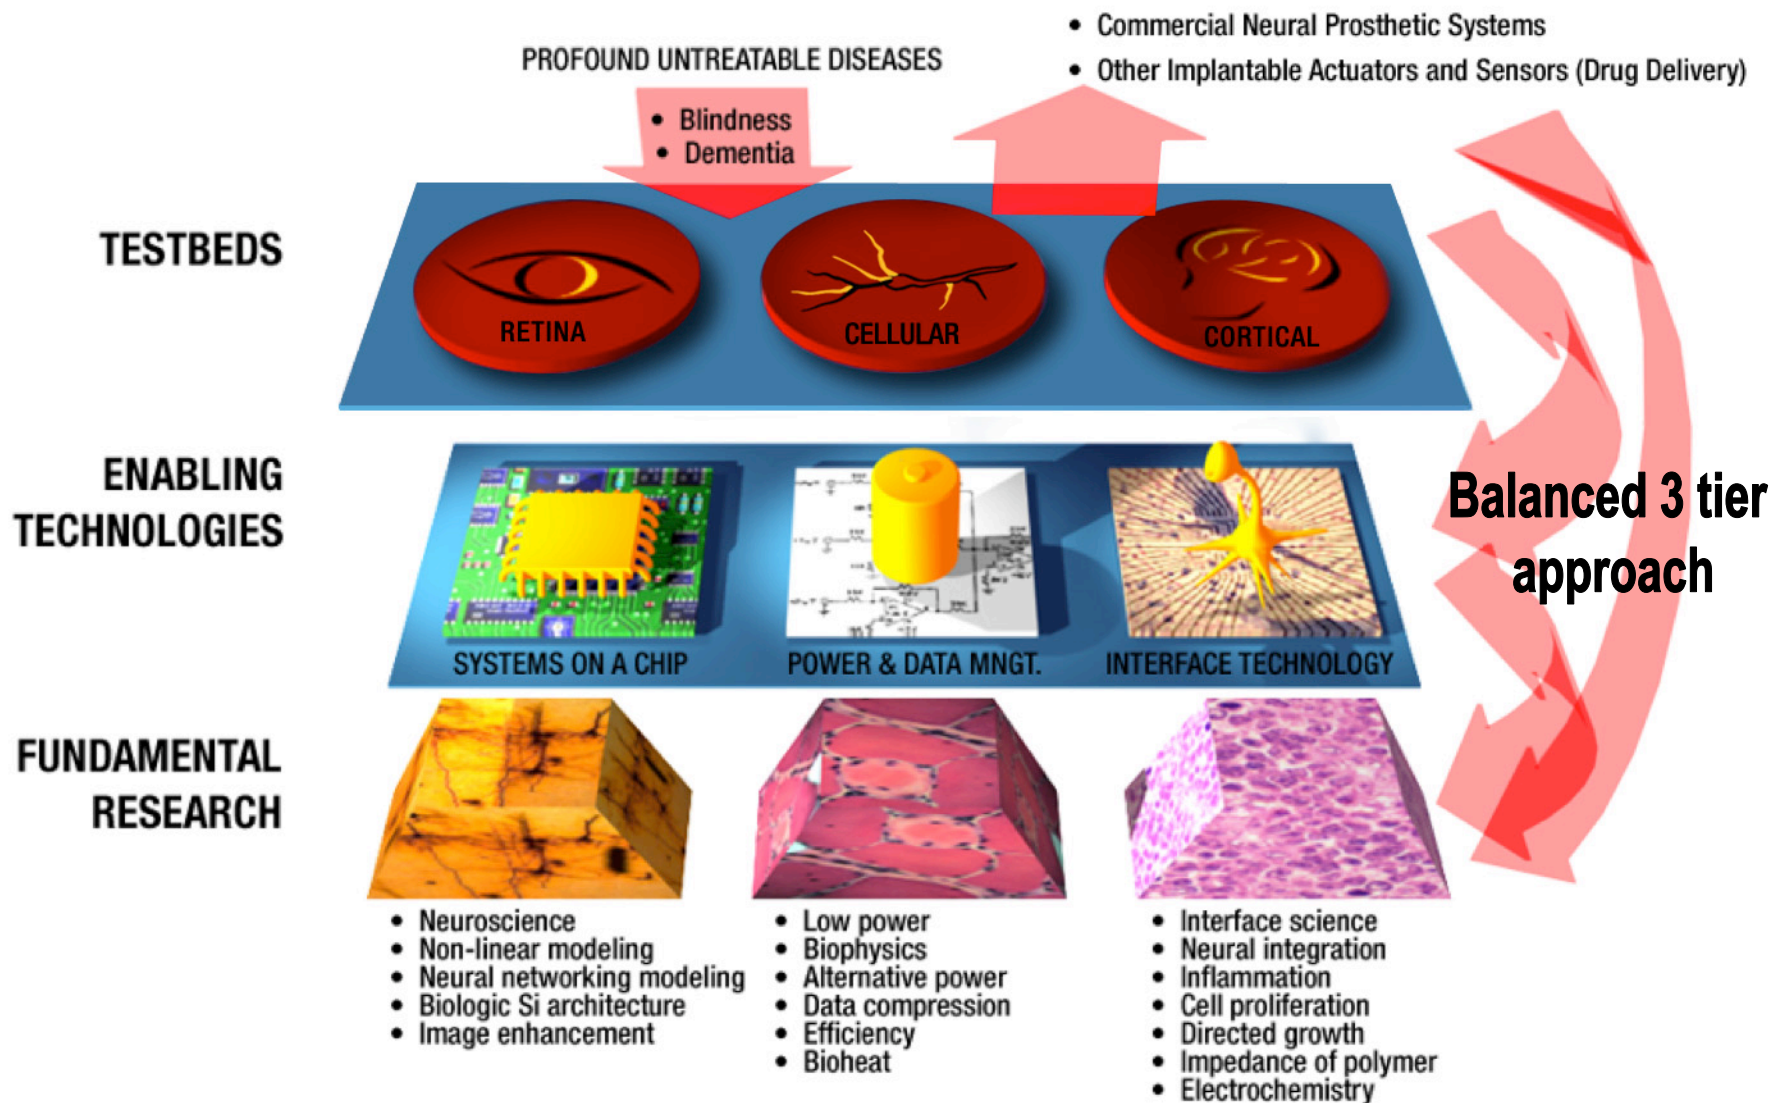 PROFOUND UNTREATABLE DISEASES
• Blindness
• Dementia
• Commercial Neural Prosthetic Systems
• Other Implantable Actuators and Sensors (Drug Delivery)
TESTBEDS
RETINA
CELLULAR
CORTICAL
ENABLING
TECHNOLOGIES
SYSTEMS ON A CHIP
POWER & DATA MNGT.
INTERFACE TECHNOLOGY
Balanced 3 tier
approach
FUNDAMENTAL
RESEARCH
• Neuroscience
• Non-linear modeling
• Neural networking modeling
• Biologic Si architecture
• Image enhancement
• Low power
• Biophysics
• Alternative power
• Data compression
• Efficiency
• Bioheat
• Interface science
• Neural integration
• Inflammation
• Cell proliferation
• Directed growth
• Impedance of polymer
• Electrochemistry